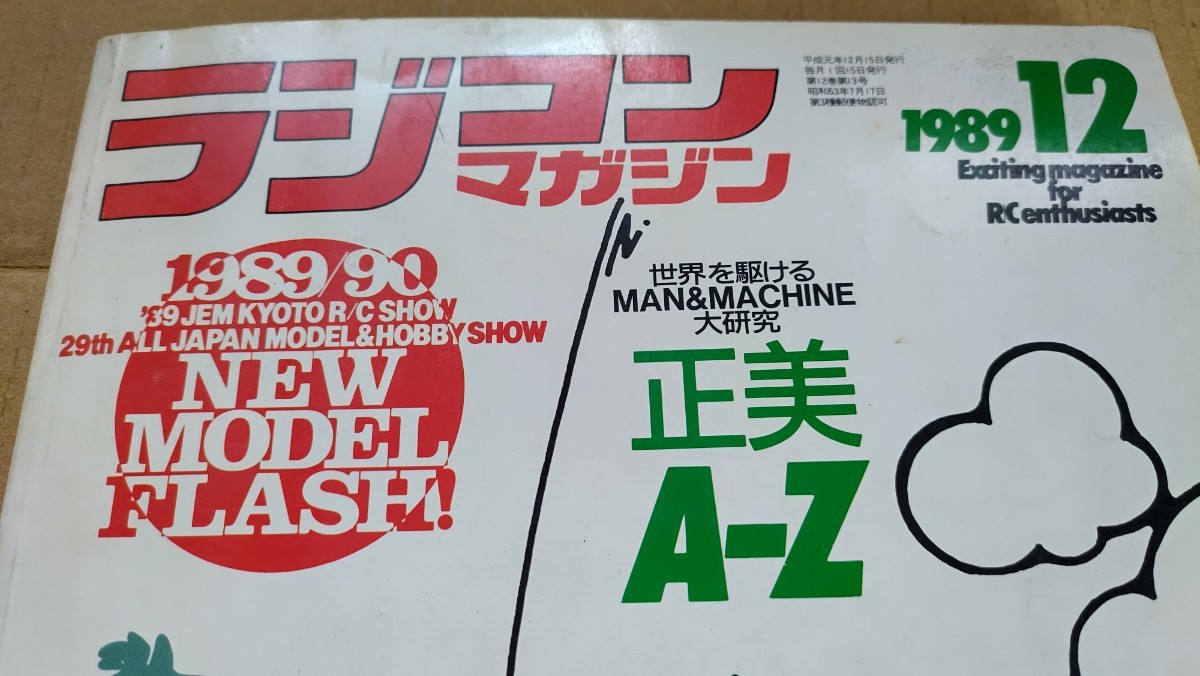 ラジコン
マガジン
平成元年12月15日発行
毎月1回15日発行
第12巻第13号
昭和53年7月17日
第3種郵便物認可
1989 12
Exciting magazine
for
RC enthusiasts
1989/90
'89 JEM KYOTO R/C SHOW
29th ALL JAPAN MODEL&HOBBY SHOW
NEW
MODEL
FLASH!
世界を駆ける
MAN&MACHINE
大研究
正美
A-Z